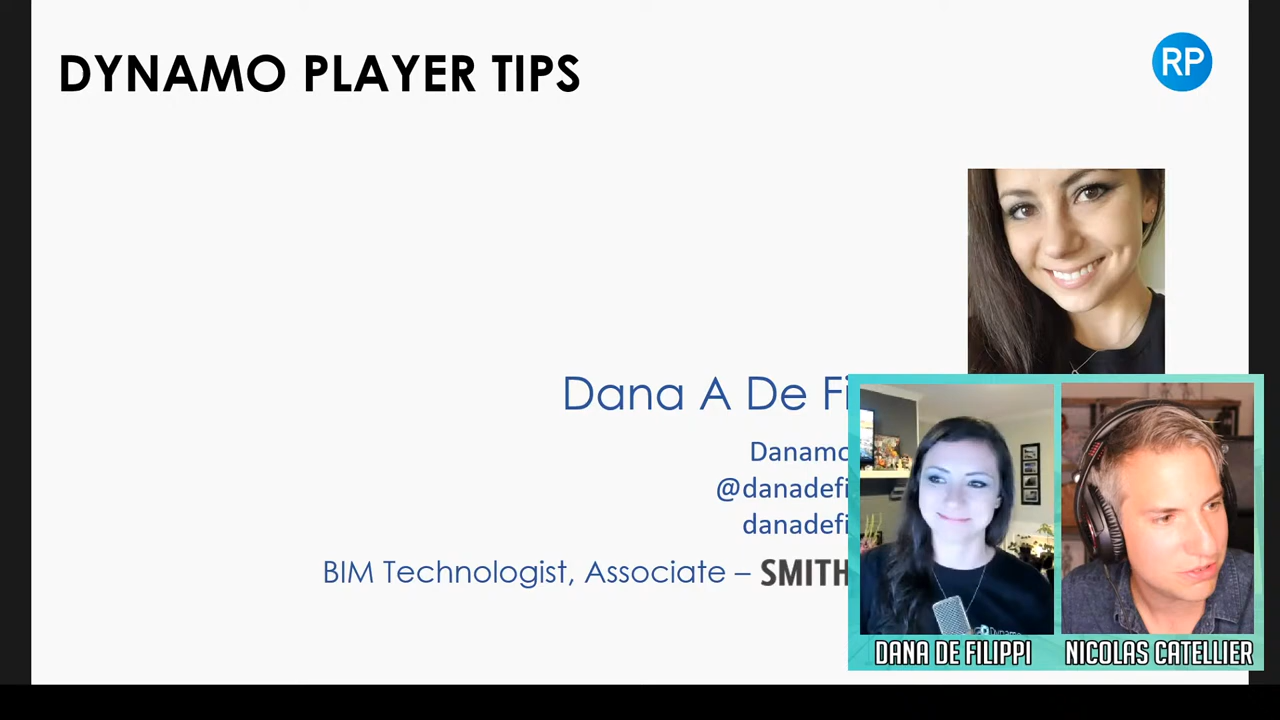 DYNAMO PLAYER TIPS
RP
Dana A De Fi
Danamo
@danadefi
danadefi
BIM Technologist, Associate – SMITH
Dynamo
DANA DE FILIPPI
NICOLAS CATELLIER